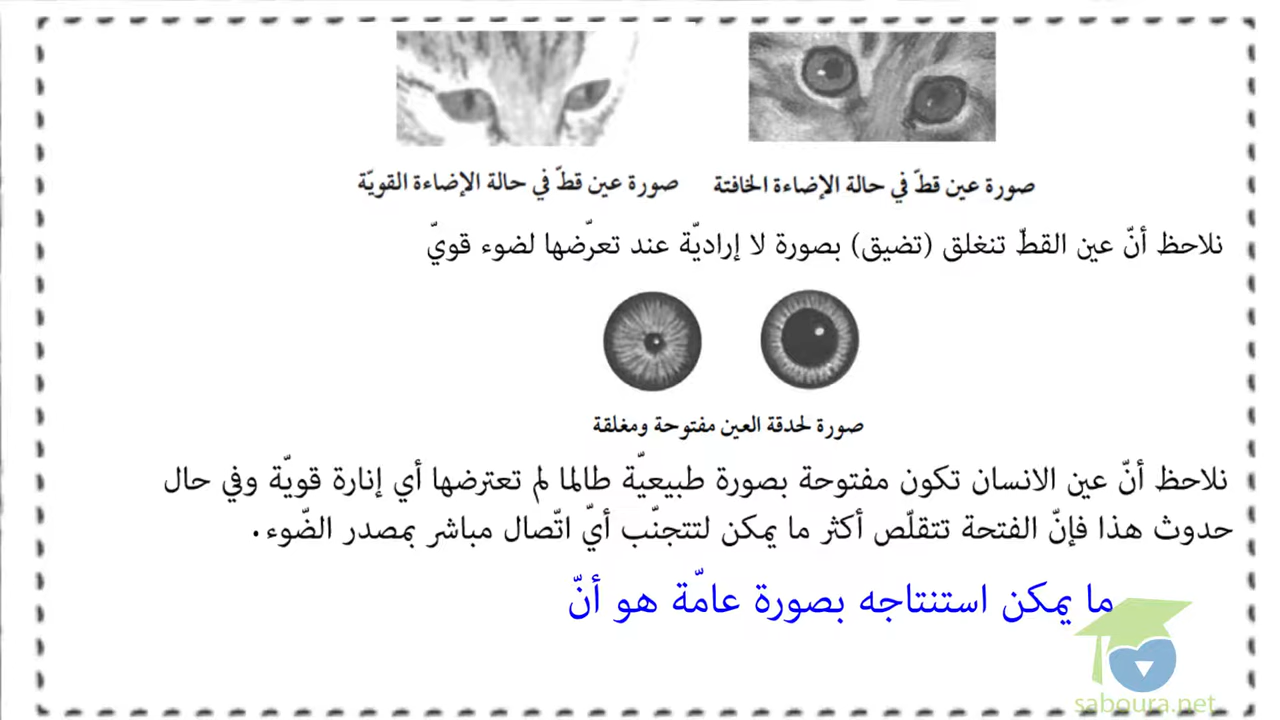 صورة عين قطّ في حالة الإضاءة الخافتة
صورة عين قطّ في حالة الإضاءة القويّة
نلاحظ أنّ عين القطّ تنغلق (تضيق) بصورة لا إراديّة عند تعرّضها لضوء قويّ
صورة لحدقة العين مفتوحة ومغلقة
نلاحظ أنّ عين الانسان تكون مفتوحة بصورة طبيعيّة طالما لم تعترضها أي إنارة قويّة وفي حال
حدوث هذا فإنّ الفتحة تتقلّص أكثر ما يمكن لتتجنّب أيّ اتّصال مباشر بمصدر الضّوء.
ما يمكن استنتاجه بصورة عامّة هو أنّ
saboura.net